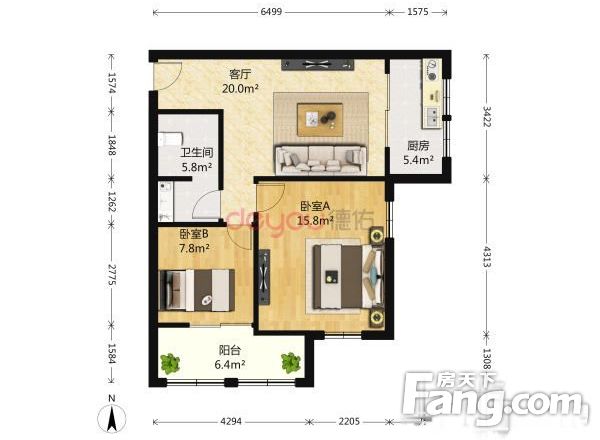 6499
1575
1574
1848
1262
2775
1584
客厅
20.0m²
厨房
5.4m²
3422
卫生间
5.8m²
deyoo德佑
卧室A
15.8m²
卧室B
7.8m²
4313
1308
阳台
6.4m²
N
4294
2205
房天下
Fang.com